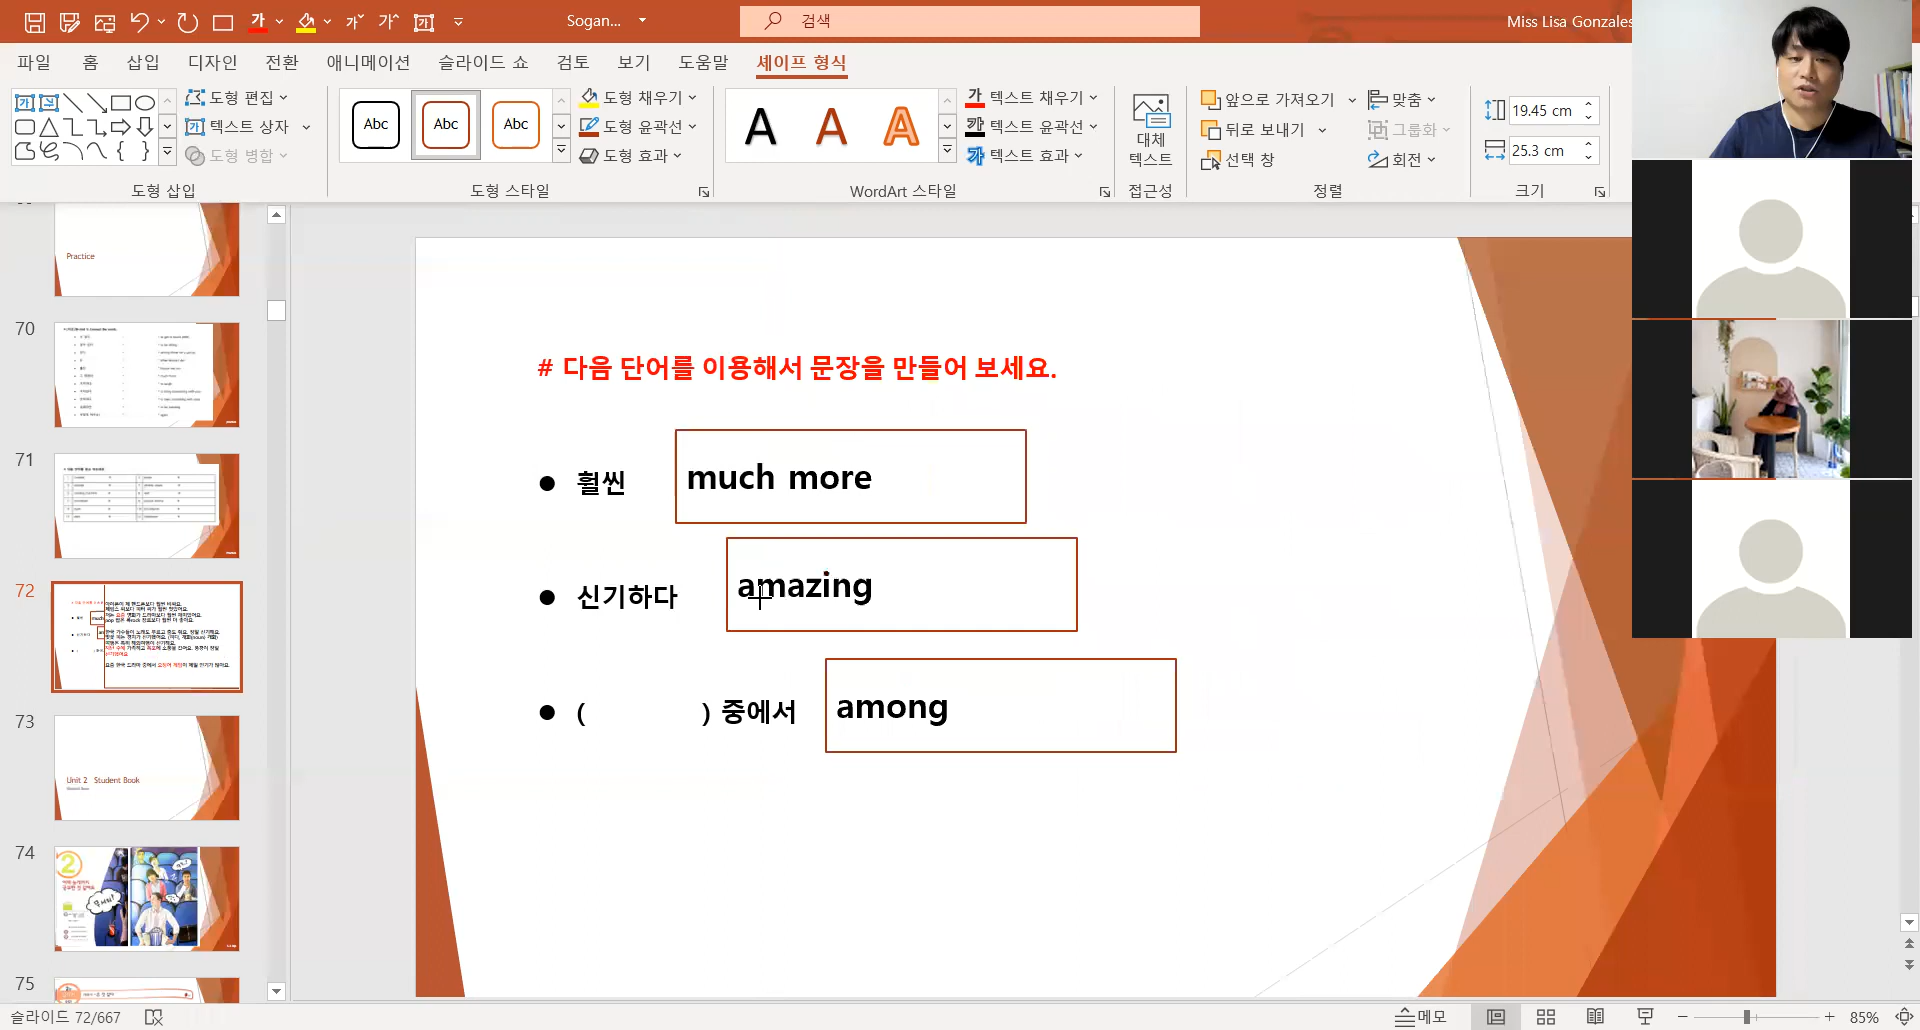 Sogan...
검색
Miss Lisa Gonzales
파일 홈 삽입 디자인 전환 애니메이션 슬라이드 쇼 검토 보기 도움말 셰이프 형식
도형 편집
텍스트 상자
도형 병합
도형 삽입
Abc Abc Abc
도형 채우기
도형 윤곽선
도형 효과
도형 스타일
A A A
텍스트 채우기
텍스트 윤곽선
텍스트 효과
WordArt 스타일
대체
텍스트
접근성
앞으로 가져오기
뒤로 보내기
선택 창
맞춤
그룹화
회전
정렬
19.45 cm
25.3 cm
크기
Practice
70
71
72
73
Unit 2 Student Book
74
2
75
# 다음 단어를 이용해서 문장을 만들어 보세요.
● 훨씬 much more
● 신기하다 amazing
● ( ) 중에서 among
슬라이드 72/667
메모
85%